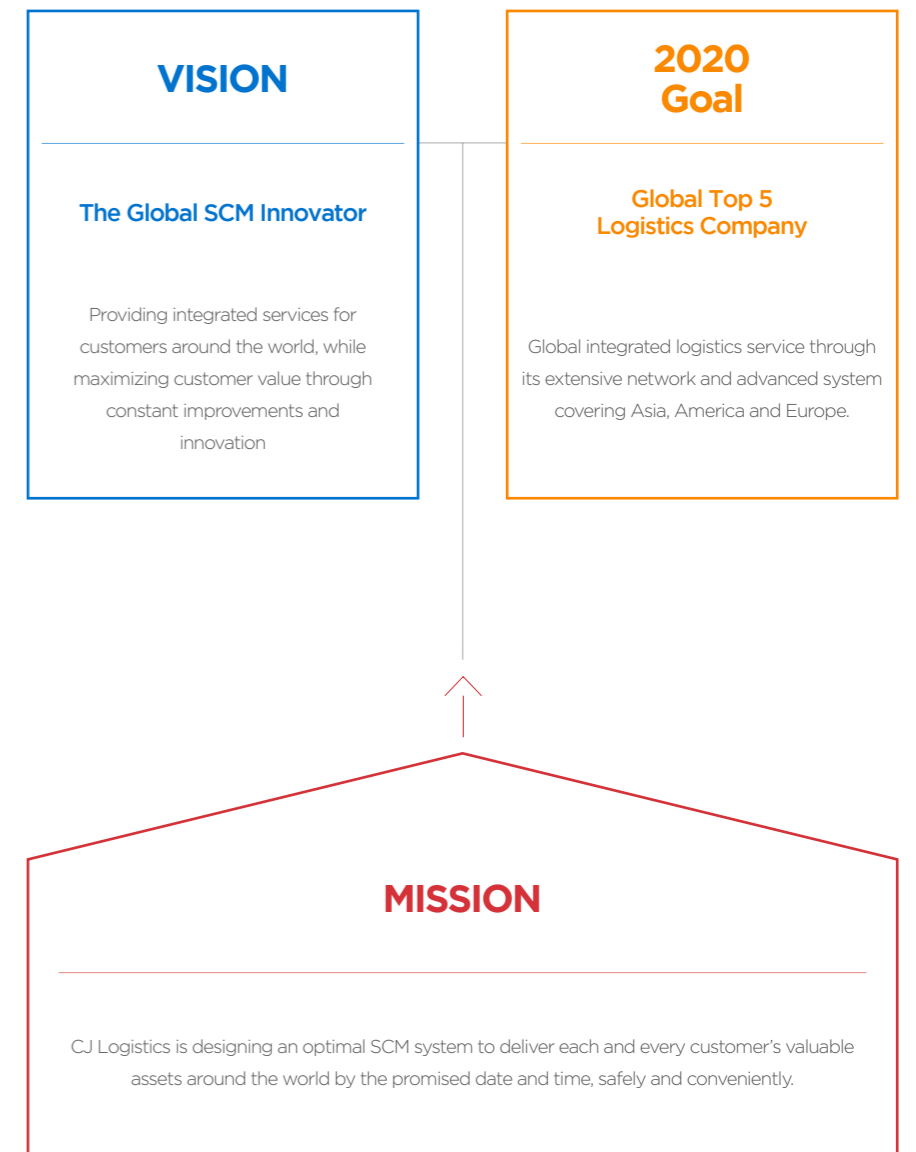 VISION
The Global SCM Innovator
Providing integrated services for
customers around the world, while
maximizing customer value through
constant improvements and
innovation
2020
Goal
Global Top 5
Logistics Company
Global integrated logistics service through
its extensive network and advanced system
covering Asia, America and Europe.
MISSION
CJ Logistics is designing an optimal SCM system to deliver each and every customer’s valuable
assets around the world by the promised date and time, safely and conveniently.